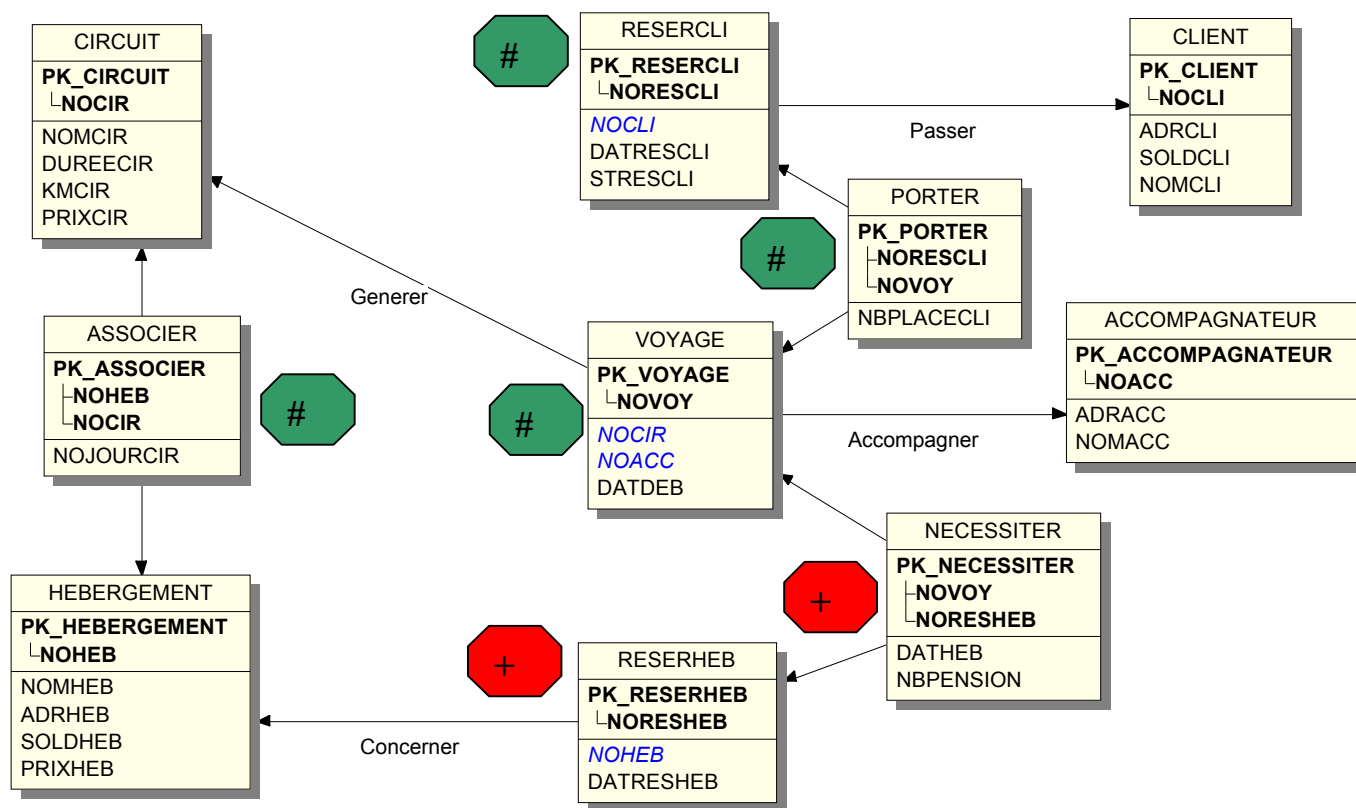 CIRCUIT
PK_CIRCUIT
NOCIR
NOMCIR
DUREECIR
KMCIR
PRIXCIR
#
RESERCLI
PK_RESERCLI
NORESCLI
NOCLI
DATRESCLI
STRESCLI
Passer
CLIENT
PK_CLIENT
NOCLI
ADRCLI
SOLDCLI
NOMCLI
#
PORTER
PK_PORTER
NORESCLI
NOVOY
NBPLACECLI
Generer
ASSOCIER
PK_ASSOCIER
NOHEB
NOCIR
NOJOURCIR
#
#
VOYAGE
PK_VOYAGE
NOVOY
NOCIR
NOACC
DATDEB
Accompagner
ACCOMPAGNATEUR
PK_ACCOMPAGNATEUR
NOACC
ADRACC
NOMACC
+
NECESSITER
PK_NECESSITER
NOVOY
NORESHEB
DATHEB
NBPENSION
HEBERGEMENT
PK_HEBERGEMENT
NOHEB
NOMHEB
ADRHEB
SOLDHEB
PRIXHEB
Concerner
+
RESERHEB
PK_RESERHEB
NORESHEB
NOHEB
DATRESHEB